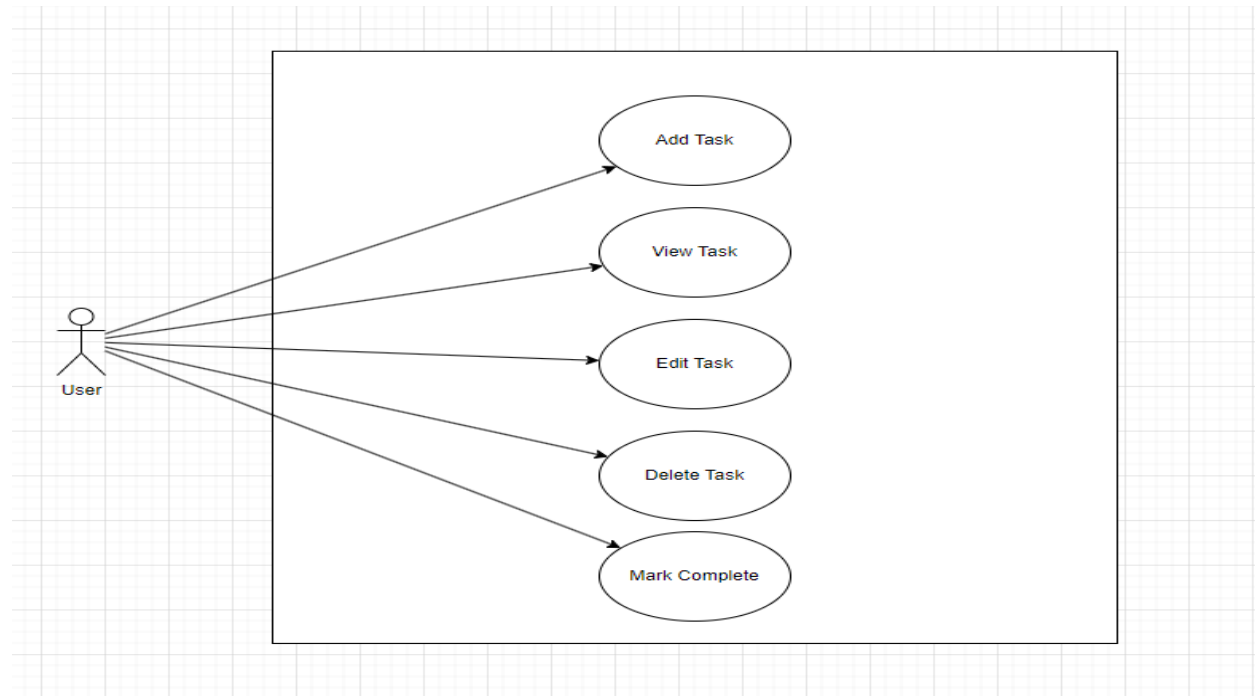 Add Task
View Task
Edit Task
User
Delete Task
Mark Complete